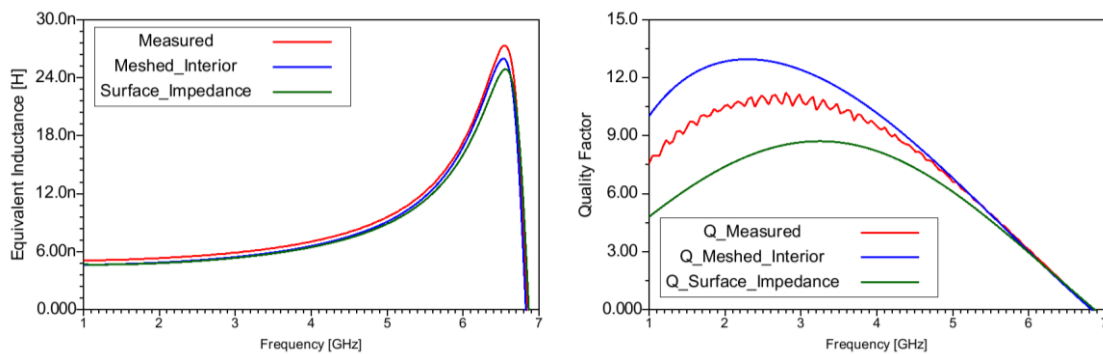 30.0n
24.0n
18.0n
12.0n
6.00n
0.000
Equivalent Inductance [H]
Measured
Meshed_Interior
Surface_Impedance
1 2 3 4 5 6 7
Frequency [GHz]
15.0
12.0
9.00
6.00
3.00
0.000
Quality Factor
Q_Measured
Q_Meshed_Interior
Q_Surface_Impedance
1 2 3 4 5 6 7
Frequency [GHz]